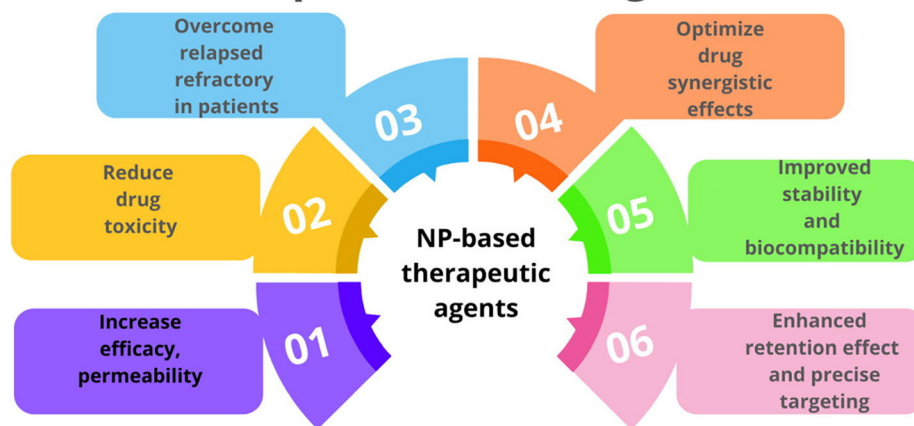 Overcome
relapsed
refractory
in patients
03
04
Optimize
drug
synergistic
effects
Reduce
drug
toxicity
02
NP-based
therapeutic
agents
05
Improved
stability
and
biocompatibility
Increase
efficacy,
permeability
01
06
Enhanced
retention effect
and precise
targeting